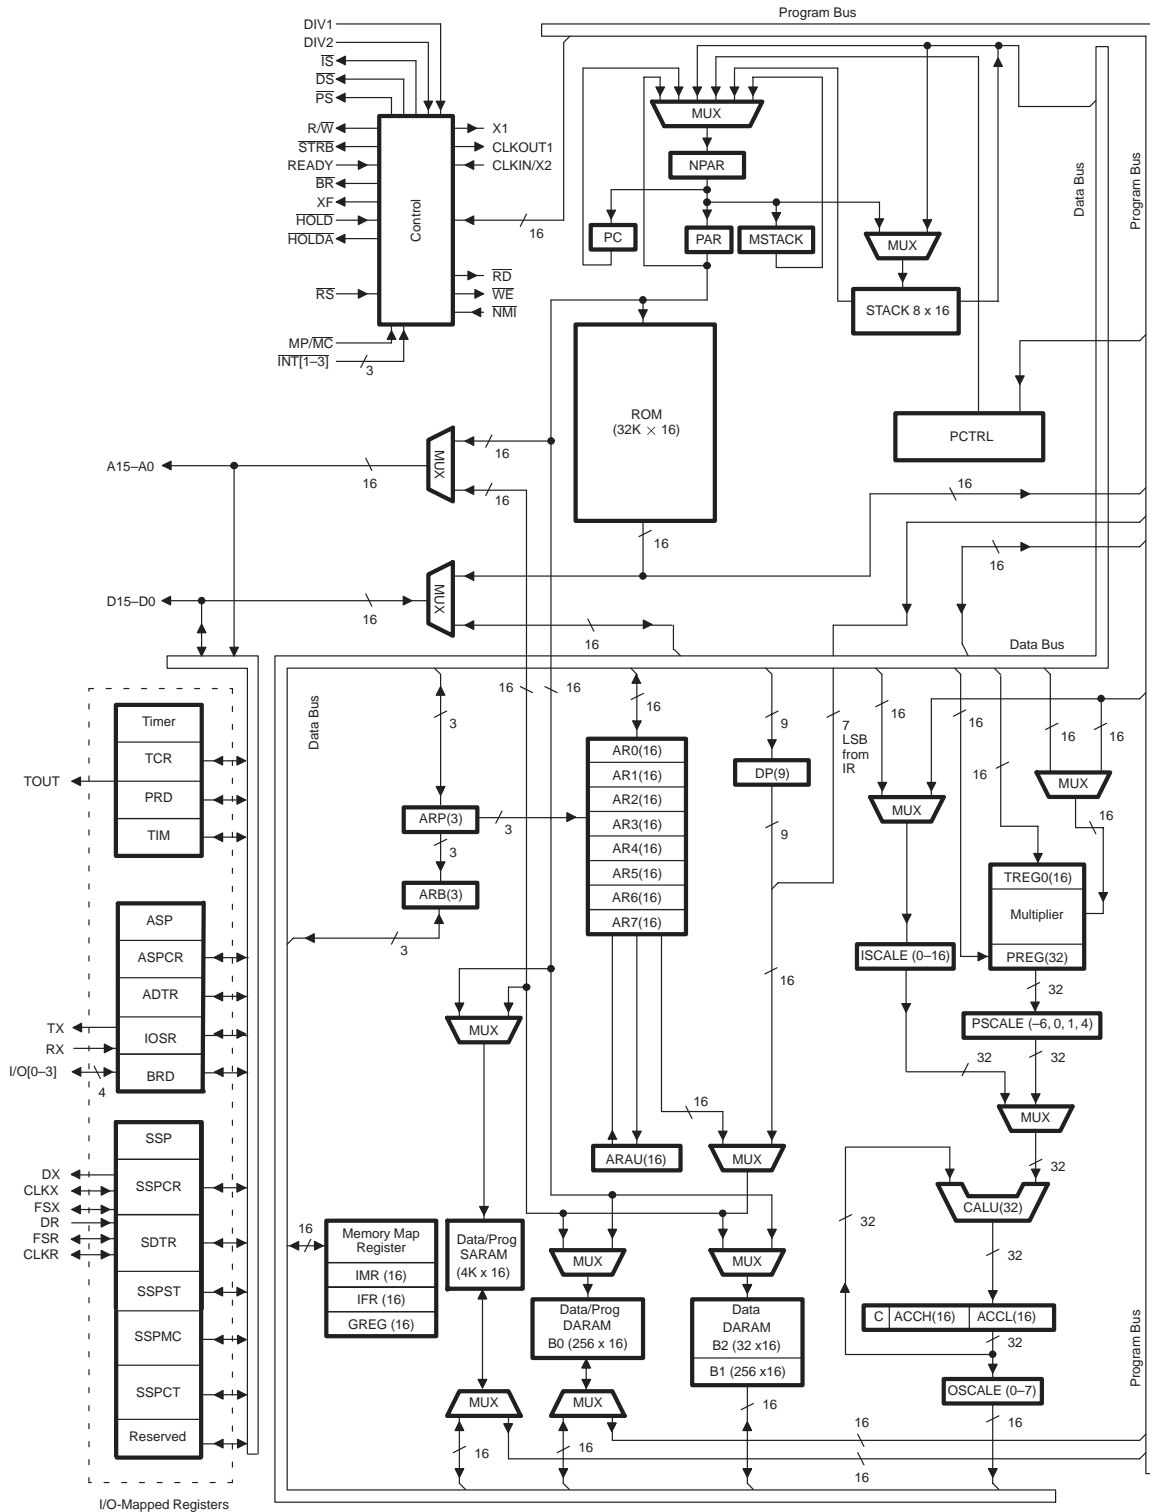 Program Bus
DIV1
DIV2
IS
DS
PS
R/W
STRB
READY
BR
XF
HOLD
HOLDA
RS
MP/MC
INT[1–3]
3
Control
X1
CLKOUT1
CLKIN/X2
16
RD
WE
NMI
MUX
NPAR
PC
PAR
MSTACK
MUX
STACK 8 x 16
Data Bus
Program Bus
ROM
(32K × 16)
PCTRL
A15–A0
16
MUX
16
16
16
16
D15–D0
16
MUX
16
16
Data Bus
Timer
TCR
PRD
TIM
TOUT
ASP
ASPCR
ADTR
IOSR
BRD
TX
RX
I/O[0–3]
4
SSP
SSPCR
SDTR
SSPST
SSPMC
SSPCT
Reserved
DX
CLKX
FSX
DR
FSR
CLKR
I/O-Mapped Registers
Data Bus
3
16
16
16
9
7
LSB
from
IR
16
16
16
16
16
ARP(3)
3
3
ARB(3)
3
AR0(16)
AR1(16)
AR2(16)
AR3(16)
AR4(16)
AR5(16)
AR6(16)
AR7(16)
DP(9)
9
16
MUX
MUX
16
TREG0(16)
Multiplier
PREG(32)
ISCALE (0–16)
32
PSCALE (–6, 0, 1, 4)
32
32
MUX
32
MUX
16
ARAU(16)
MUX
CALU(32)
32
32
C
ACCH(16)
ACCL(16)
32
OSCALE (0–7)
16
16
Memory Map
Register
IMR (16)
IFR (16)
GREG (16)
Data/Prog
SARAM
(4K x 16)
MUX
16
MUX
Data/Prog
DARAM
B0 (256 x 16)
MUX
16
MUX
Data
DARAM
B2 (32 x16)
B1 (256 x16)
16
16
16
Program Bus